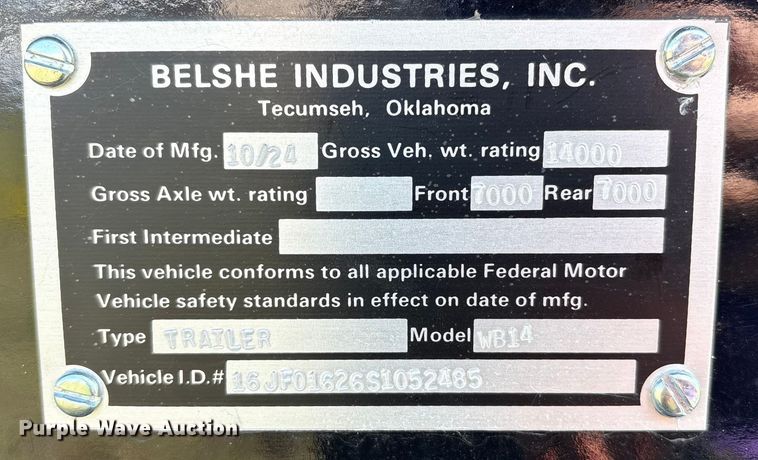 BELSHE INDUSTRIES, INC.
Tecumseh, Oklahoma
Date of Mfg. 10/24 Gross Veh. wt. rating 14000
Gross Axle wt. rating Front 7000 Rear 7000
First Intermediate
This vehicle conforms to all applicable Federal Motor
Vehicle safety standards in effect on date of mfg.
Type TRAILER Model WB14
Vehicle I.D.# 16JF01626S1052485
Purple Wave Auction